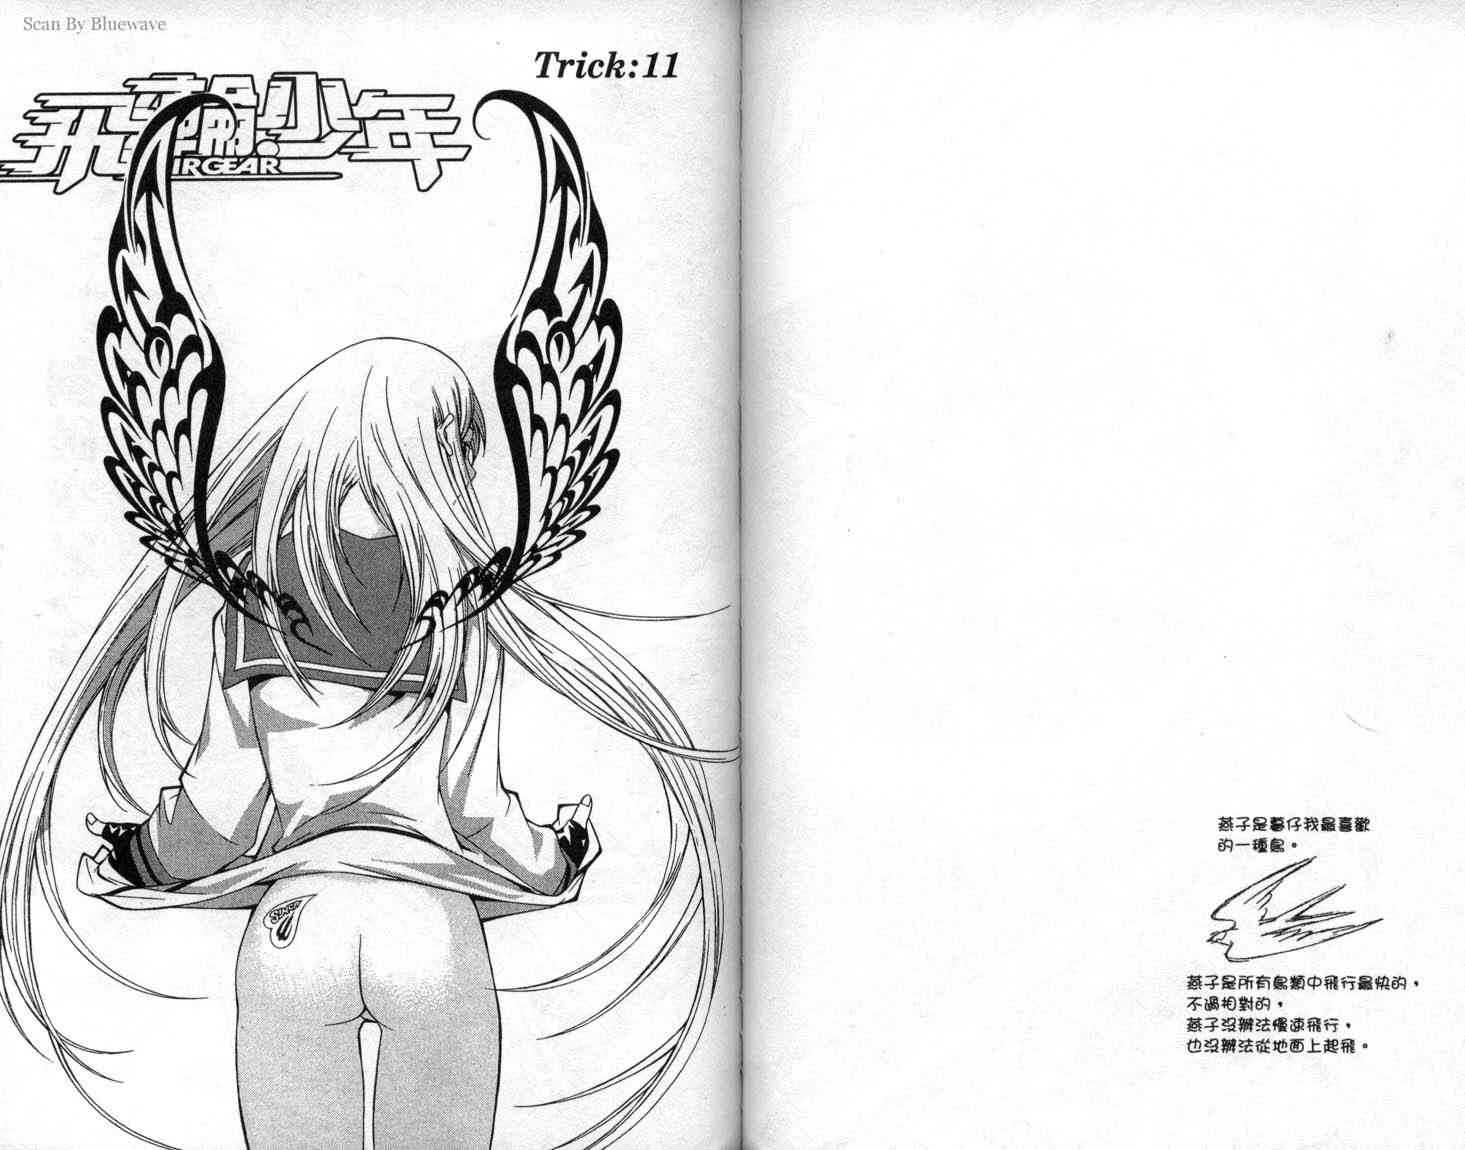 Scan By Bluewave
Trick:11
飛輪少年
AIRGEAR
SIMCA
燕子是暮仔我最喜歡
的一種鳥。
燕子是所有鳥類中飛行最快的，
不過相對的，
燕子沒辦法慢速飛行，
也沒辦法從地面上起飛。